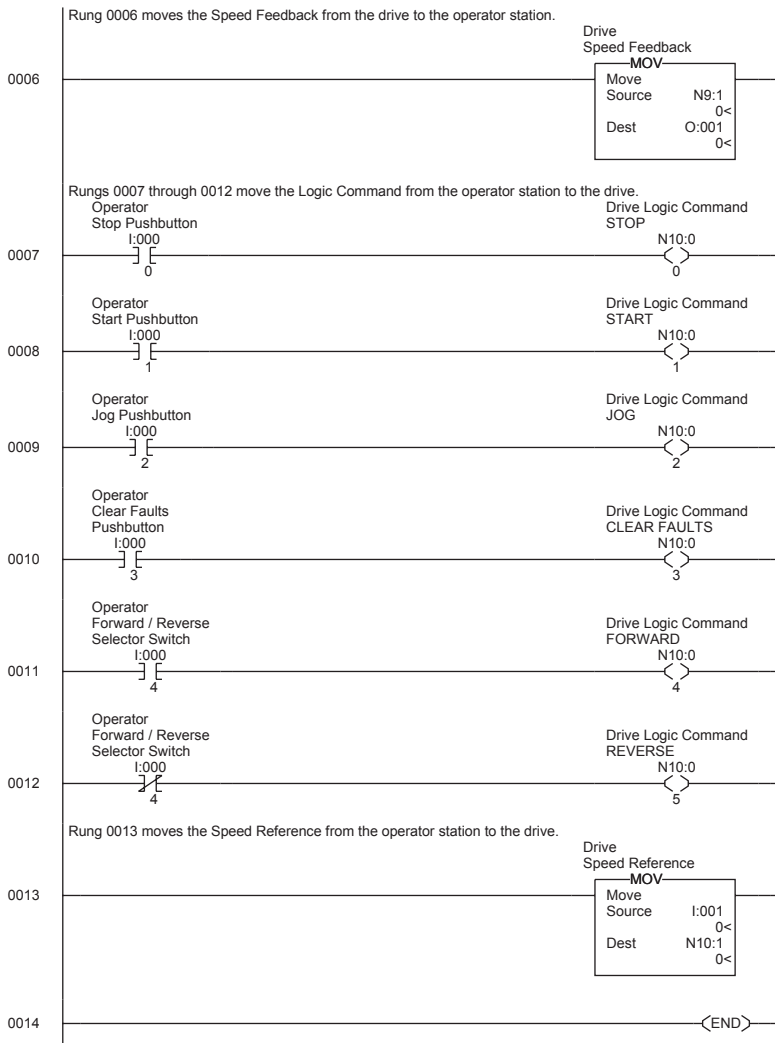 Rung 0006 moves the Speed Feedback from the drive to the operator station.
Drive
Speed Feedback
MOV
0006
Move
Source N9:1
0<
Dest O:001
0<
Rungs 0007 through 0012 move the Logic Command from the operator station to the drive.
Operator
Stop Pushbutton
I:000
0
Drive Logic Command
STOP
N10:0
0
0007
Operator
Start Pushbutton
I:000
1
Drive Logic Command
START
N10:0
1
0008
Operator
Jog Pushbutton
I:000
2
Drive Logic Command
JOG
N10:0
2
0009
Operator
Clear Faults
Pushbutton
I:000
3
Drive Logic Command
CLEAR FAULTS
N10:0
3
0010
Operator
Forward / Reverse
Selector Switch
I:000
4
Drive Logic Command
FORWARD
N10:0
4
0011
Operator
Forward / Reverse
Selector Switch
I:000
4
Drive Logic Command
REVERSE
N10:0
5
0012
Rung 0013 moves the Speed Reference from the operator station to the drive.
Drive
Speed Reference
MOV
0013
Move
Source I:001
0<
Dest N10:1
0<
0014
END